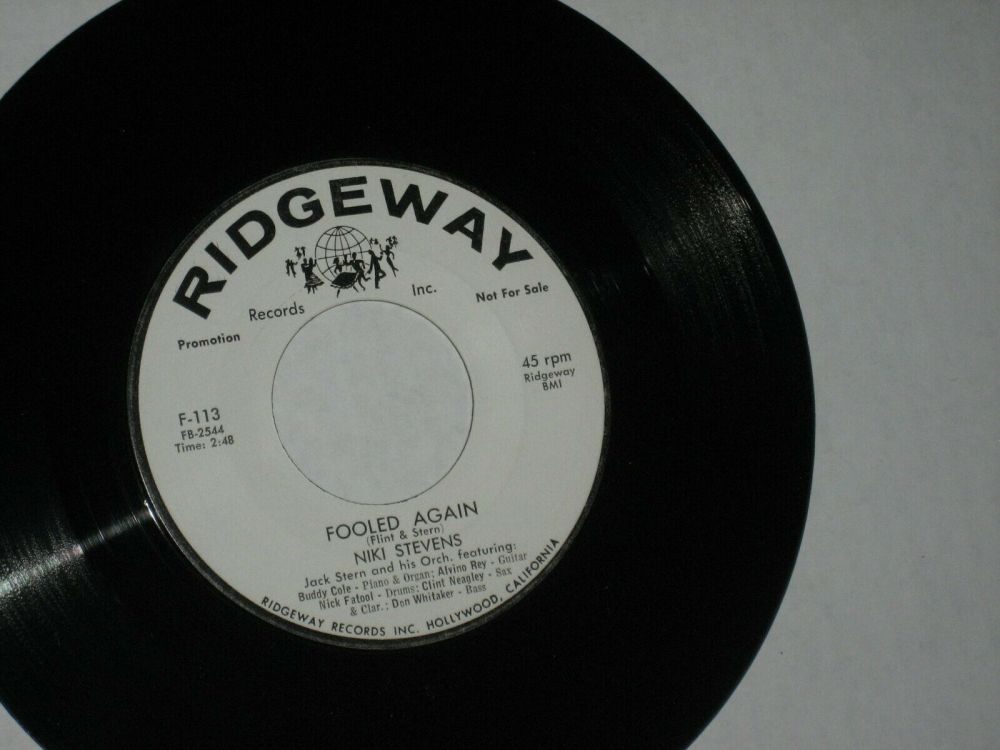 RIDGEWAY
Records Inc.
Promotion
Not For Sale
45 rpm
Ridgeway
BMI
F-113
FB-2544
Time: 2:48
FOOLED AGAIN
(Flint & Stern)
NIKI STEVENS
Jack Stern and his Orch. featuring:
Buddy Cole - Piano & Organ; Alvino Rey - Guitar
Nick Fatool - Drums; Clint Neagley - Sax
& Clar.; Don Whitaker - Bass
RIDGEWAY RECORDS INC. HOLLYWOOD, CALIFORNIA